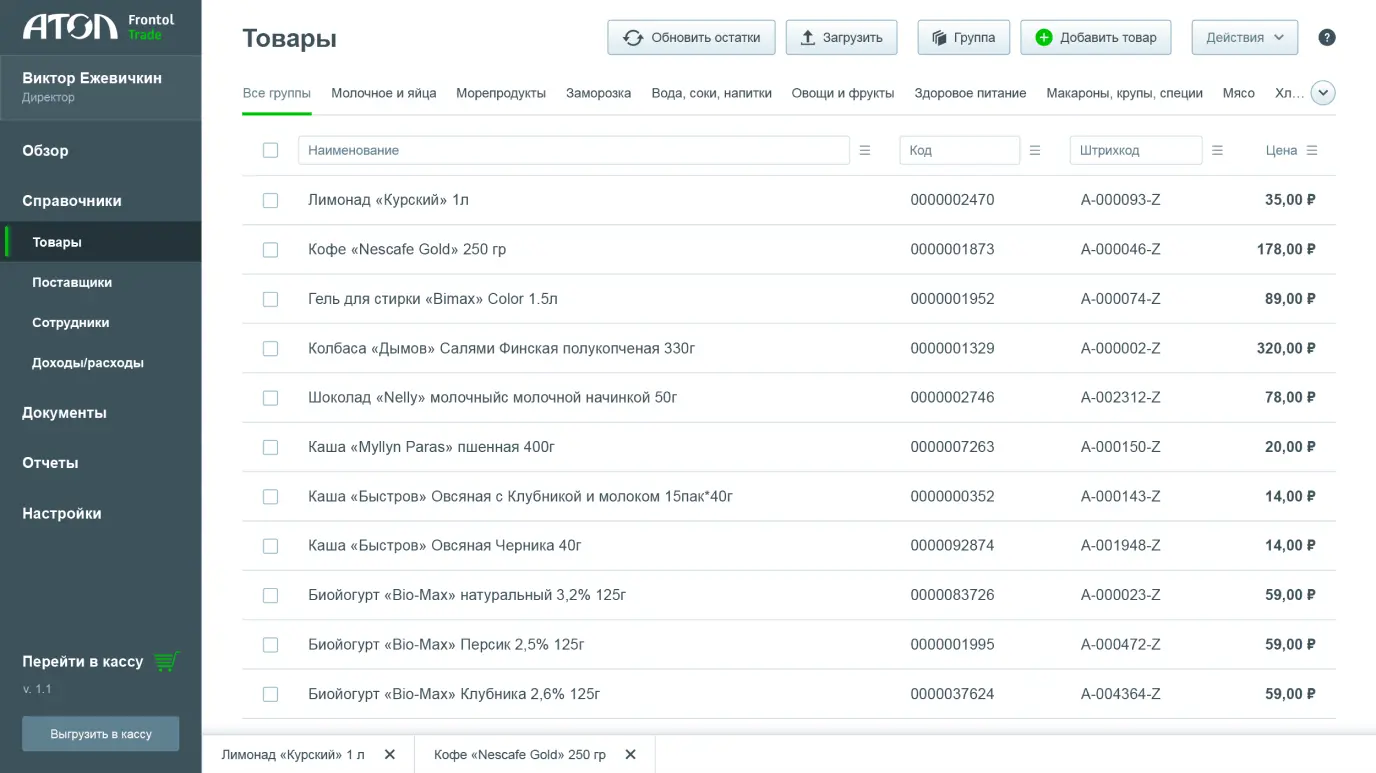 АТОЛ Frontol
Trade
Виктор Ежевичкин
Директор
Обзор
Справочники
Товары
Поставщики
Сотрудники
Доходы/расходы
Документы
Отчеты
Настройки
Перейти в кассу
v. 1.1
Выгрузить в кассу
Товары
Обновить остатки Загрузить Группа Добавить товар Действия ?
Все группы Молочное и яйца Морепродукты Заморозка Вода, соки, напитки Овощи и фрукты Здоровое питание Макароны, крупы, специи Мясо Хл...
Наименование Код Штрихкод Цена
Лимонад «Курский» 1л 0000002470 A-000093-Z 35,00 ₽
Кофе «Nescafe Gold» 250 гр 0000001873 A-000046-Z 178,00 ₽
Гель для стирки «Bimax» Color 1.5л 0000001952 A-000074-Z 89,00 ₽
Колбаса «Дымов» Салями Финская полукопченая 330г 0000001329 A-000002-Z 320,00 ₽
Шоколад «Nelly» молочныйс молочной начинкой 50г 0000002746 A-002312-Z 78,00 ₽
Каша «Myllyn Paras» пшенная 400г 0000007263 A-000150-Z 20,00 ₽
Каша «Быстров» Овсяная с Клубникой и молоком 15пак*40г 0000000352 A-000143-Z 14,00 ₽
Каша «Быстров» Овсяная Черника 40г 0000092874 A-001948-Z 14,00 ₽
Биойогурт «Bio-Max» натуральный 3,2% 125г 0000083726 A-000023-Z 59,00 ₽
Биойогурт «Bio-Max» Персик 2,5% 125г 0000001995 A-000472-Z 59,00 ₽
Биойогурт «Bio-Max» Клубника 2,6% 125г 0000037624 A-004364-Z 59,00 ₽
Лимонад «Курский» 1 л Кофе «Nescafe Gold» 250 гр